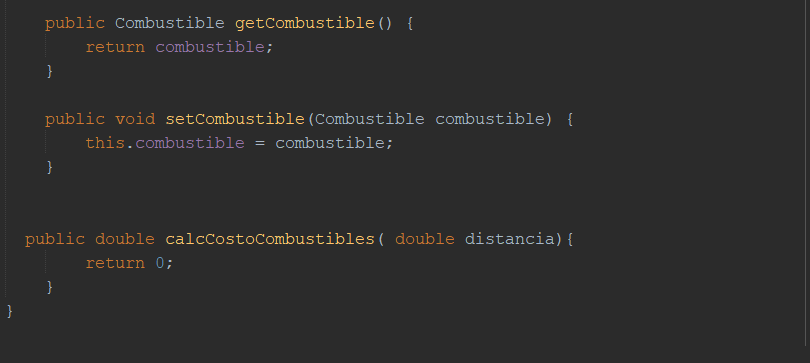 public Combustible getCombustible() {
return combustible;
}
public void setCombustible(Combustible combustible) {
this.combustible = combustible;
}
public double calcCostoCombustibles( double distancia){
return 0;
}
}